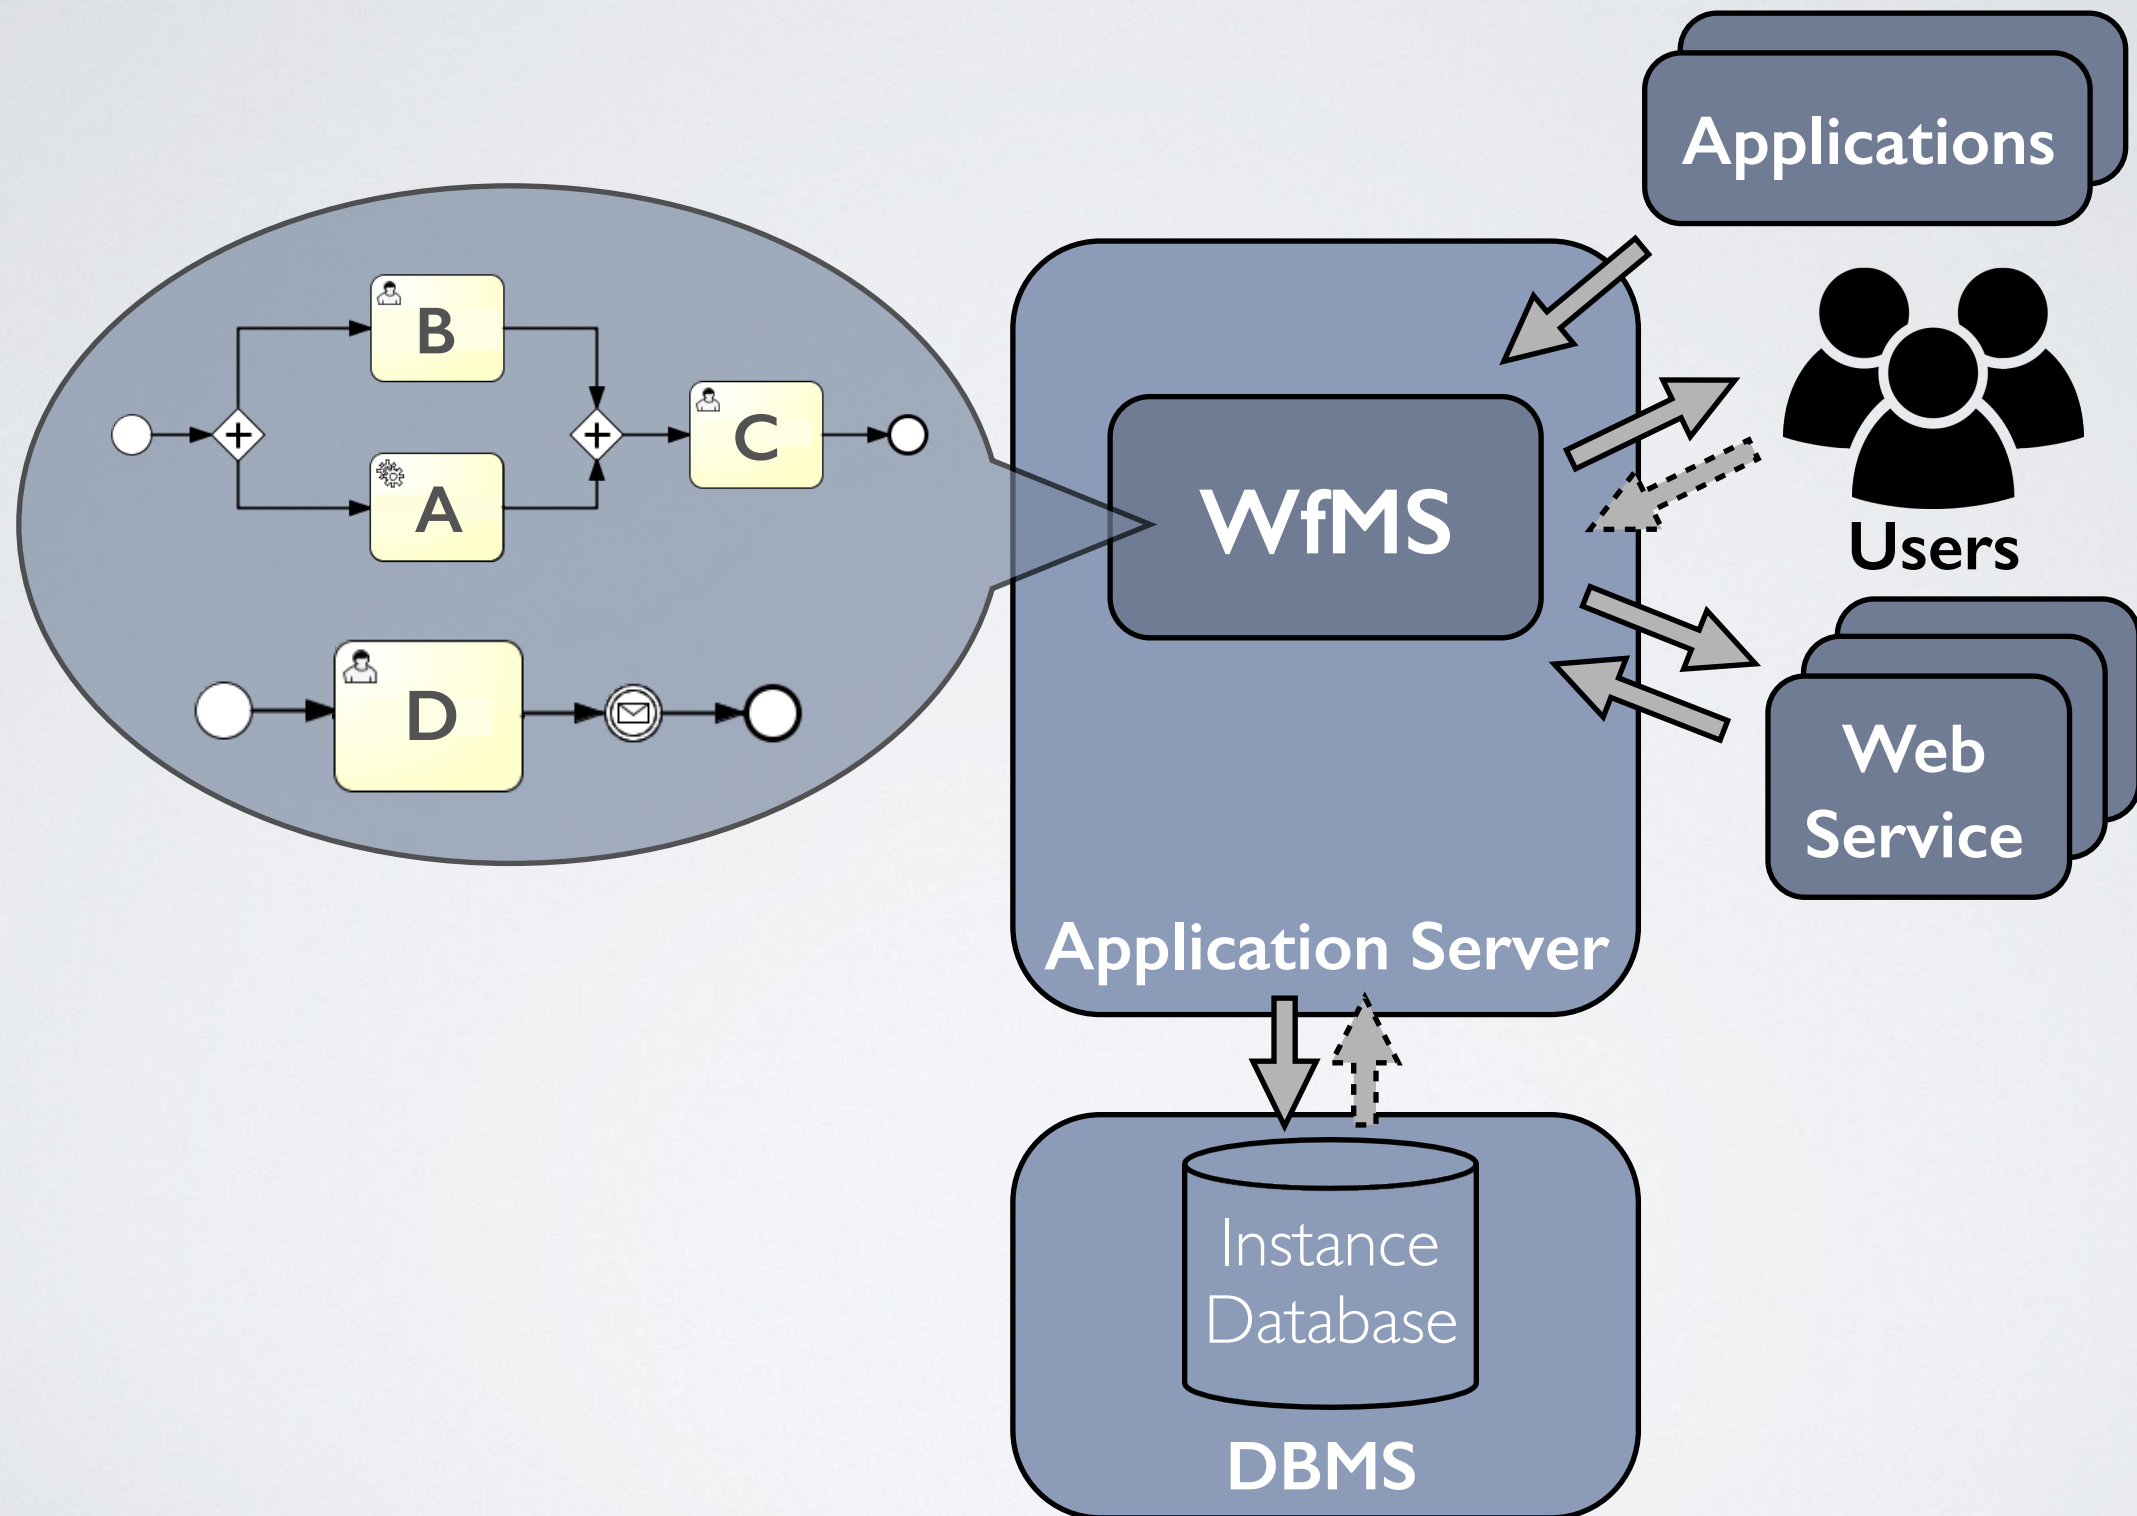 Applications
B
A
C
D
WfMS
Users
Web
Service
Application Server
Instance
Database
DBMS